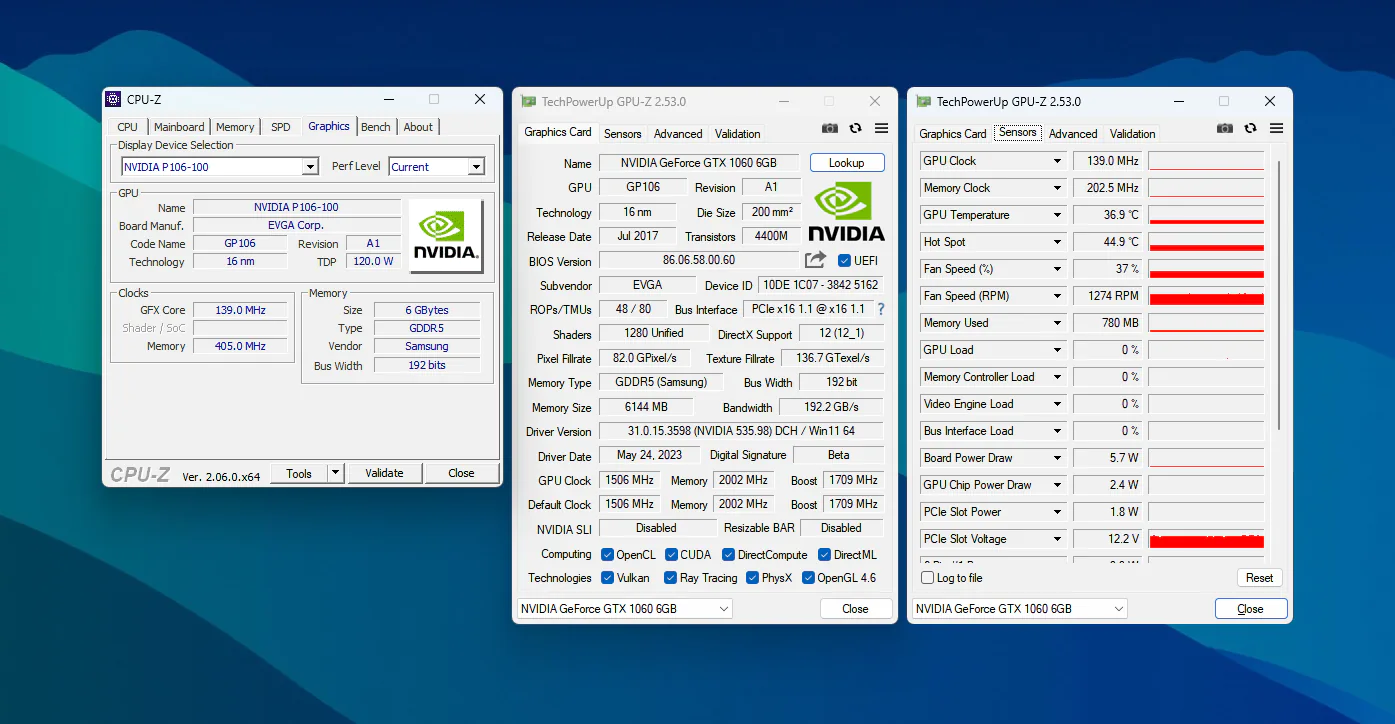 CPU-Z
CPU Mainboard Memory SPD Graphics Bench About
Display Device Selection
NVIDIA P106-100 Perf Level Current
GPU
Name NVIDIA P106-100
Board Manuf. EVGA Corp.
Code Name GP106 Revision A1
Technology 16 nm TDP 120.0 W
NVIDIA.
Clocks
GFX Core 139.0 MHz
Shader / SoC
Memory 405.0 MHz
Memory
Size 6 GBytes
Type GDDR5
Vendor Samsung
Bus Width 192 bits
CPU-Z Ver. 2.06.0.x64 Tools Validate Close
TechPowerUp GPU-Z 2.53.0
Graphics Card Sensors Advanced Validation
Name NVIDIA GeForce GTX 1060 6GB Lookup
GPU GP106 Revision A1
Technology 16 nm Die Size 200 mm²
Release Date Jul 2017 Transistors 4400M
NVIDIA
BIOS Version 86.06.58.00.60 UEFI
Subvendor EVGA Device ID 10DE 1C07 - 3842 5162
ROPs/TMUs 48 / 80 Bus Interface PCIe x16 1.1 @ x16 1.1 ?
Shaders 1280 Unified DirectX Support 12 (12_1)
Pixel Fillrate 82.0 GPixel/s Texture Fillrate 136.7 GTexel/s
Memory Type GDDR5 (Samsung) Bus Width 192 bit
Memory Size 6144 MB Bandwidth 192.2 GB/s
Driver Version 31.0.15.3598 (NVIDIA 535.98) DCH / Win11 64
Driver Date May 24, 2023 Digital Signature Beta
GPU Clock 1506 MHz Memory 2002 MHz Boost 1709 MHz
Default Clock 1506 MHz Memory 2002 MHz Boost 1709 MHz
NVIDIA SLI Disabled Resizable BAR Disabled
Computing OpenCL CUDA DirectCompute DirectML
Technologies Vulkan Ray Tracing PhysX OpenGL 4.6
NVIDIA GeForce GTX 1060 6GB Close
TechPowerUp GPU-Z 2.53.0
Graphics Card Sensors Advanced Validation
GPU Clock 139.0 MHz
Memory Clock 202.5 MHz
GPU Temperature 36.9 °C
Hot Spot 44.9 °C
Fan Speed (%) 37 %
Fan Speed (RPM) 1274 RPM
Memory Used 780 MB
GPU Load 0 %
Memory Controller Load 0 %
Video Engine Load 0 %
Bus Interface Load 0 %
Board Power Draw 5.7 W
GPU Chip Power Draw 2.4 W
PCIe Slot Power 1.8 W
PCIe Slot Voltage 12.2 V
Log to file Reset
NVIDIA GeForce GTX 1060 6GB Close